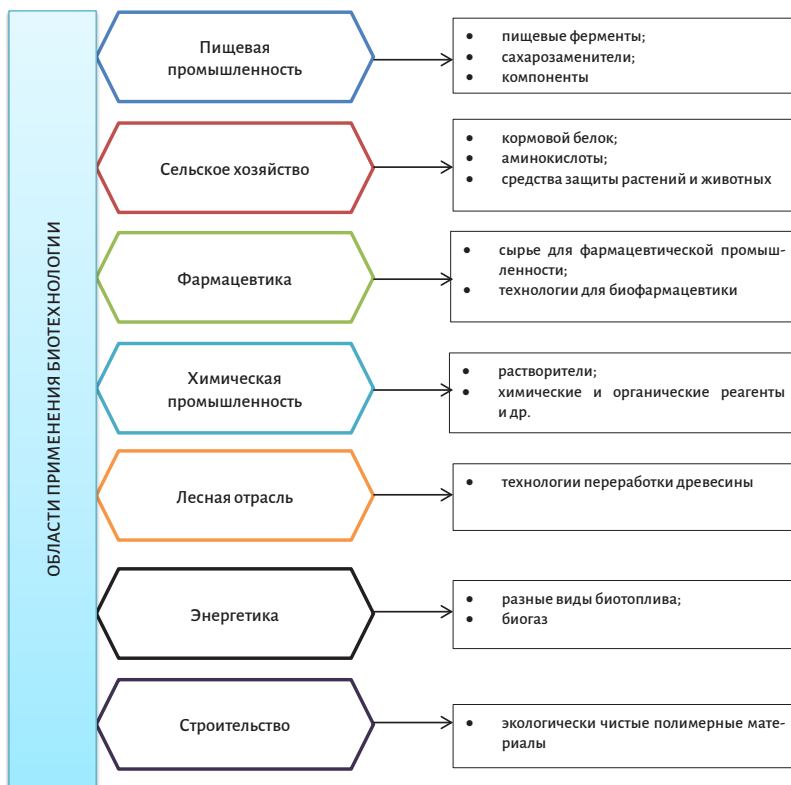 ОБЛАСТИ ПРИМЕНЕНИЯ БИОТЕХНОЛОГИИ
Пищевая
промышленность
• пищевые ферменты;
• сахарозаменители;
• компоненты
Сельское хозяйство
• кормовой белок;
• аминокислоты;
• средства защиты растений и животных
Фармацевтика
• сырье для фармацевтической промыш-
ленности;
• технологии для биофармацевтики
Химическая
промышленность
• растворители;
• химические и органические реагенты
и др.
Лесная отрасль
• технологии переработки древесины
Энергетика
• разные виды биотоплива;
• биогаз
Строительство
• экологически чистые полимерные мате-
риалы